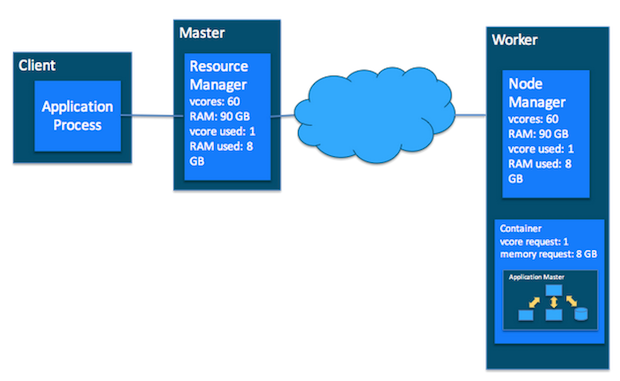 Client
Application
Process
Master
Resource
Manager
vcores: 60
RAM: 90 GB
vcore used: 1
RAM used: 8
GB
Worker
Node
Manager
vcores: 60
RAM: 90 GB
vcore used: 1
RAM used: 8
GB
Container
vcore request: 1
memory request: 8 GB
Application Master